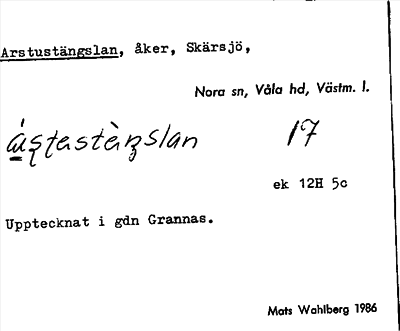 Arstustängslan, åker, Skärsjö,
Nora sn, Våla hd, Västm. l.
17
ek 12H 5c
Upptecknat i gdn Grannas.
Mats Wahlberg 1986